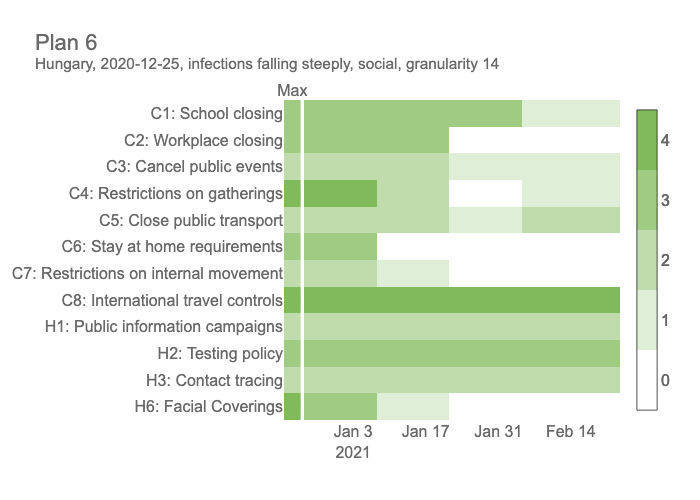 Plan 6
Hungary, 2020-12-25, infections falling steeply, social, granularity 14
Max
C1: School closing
C2: Workplace closing
C3: Cancel public events
C4: Restrictions on gatherings
C5: Close public transport
C6: Stay at home requirements
C7: Restrictions on internal movement
C8: International travel controls
H1: Public information campaigns
H2: Testing policy
H3: Contact tracing
H6: Facial Coverings
Jan 3 Jan 17 Jan 31 Feb 14
2021
4
3
2
1
0